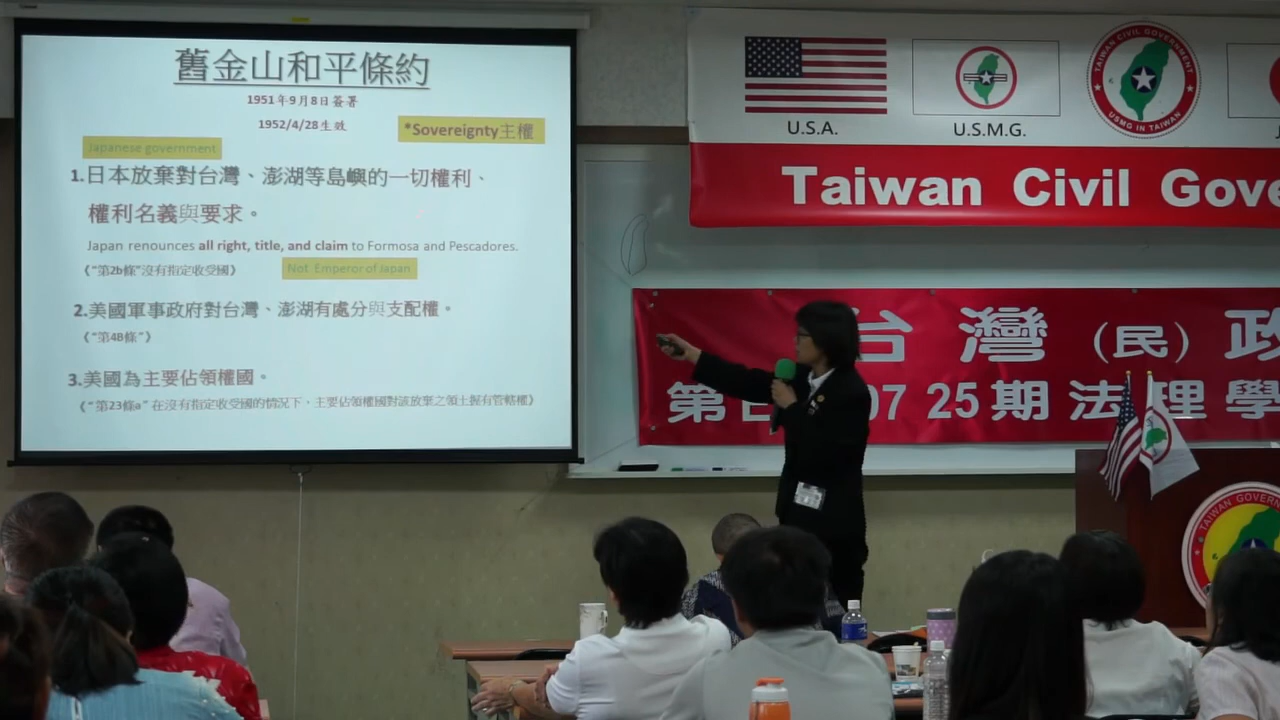 舊金山和平條約
1951年9月8日簽署
1952/4/28生效
*Sovereignty主權
Japanese government
1.日本放棄對台灣、澎湖等島嶼的一切權利、
權利名義與要求。
Japan renounces all right, title, and claim to Formosa and Pescadores.
(“第2b條”沒有指定收受國)
Not Emperor of Japan
2.美國軍事政府對台灣、澎湖有處分與支配權。
(“第4B條”)
3.美國為主要佔領權國。
(“第23條a”在沒有指定收受國的情況下、主要佔領權國對該放棄之領土握有管轄權)
U.S.A.
U.S.M.G.
TAIWAN CIVIL GOVERNMENT
USMG IN TAIWAN
Taiwan Civil Gove
台灣(民)政
第 07 25期法理學
TAIWAN GOVERN